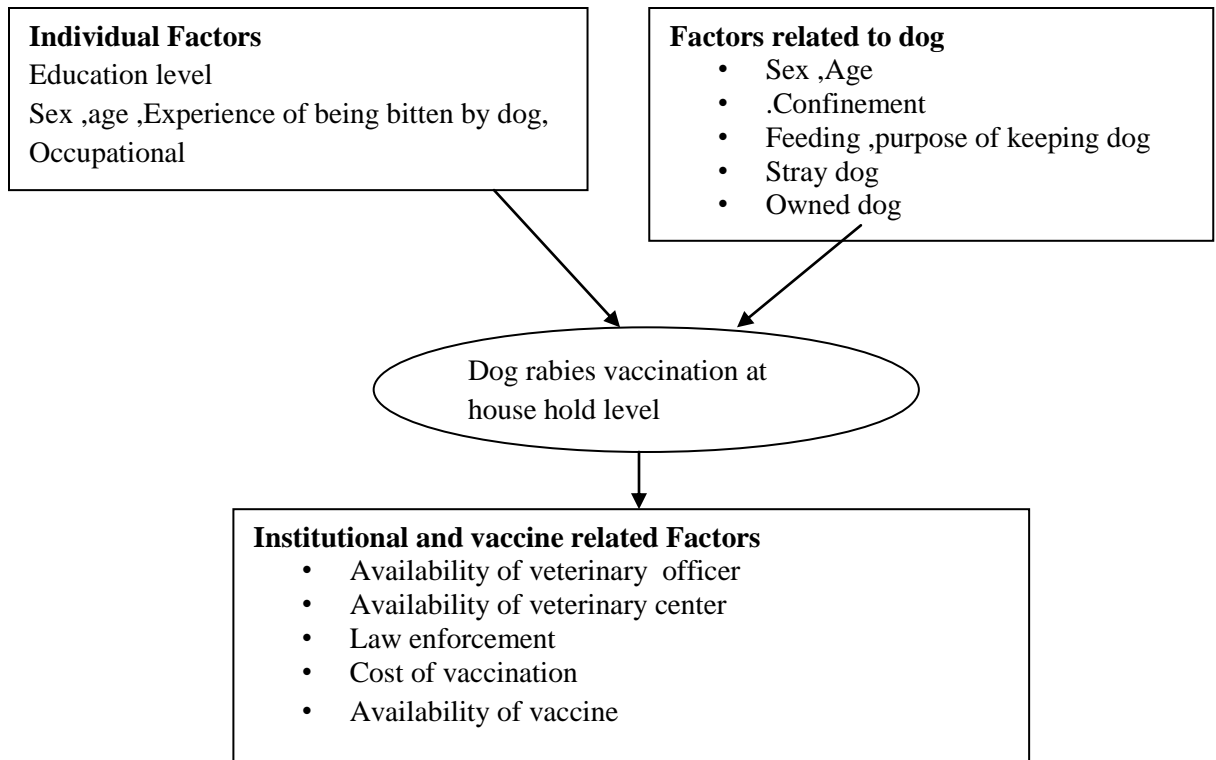 Individual Factors
Education level
Sex ,age ,Experience of being bitten by dog,
Occupational
Factors related to dog
• Sex ,Age
• .Confinement
• Feeding ,purpose of keeping dog
• Stray dog
• Owned dog
Dog rabies vaccination at
house hold level
Institutional and vaccine related Factors
• Availability of veterinary officer
• Availability of veterinary center
• Law enforcement
• Cost of vaccination
• Availability of vaccine